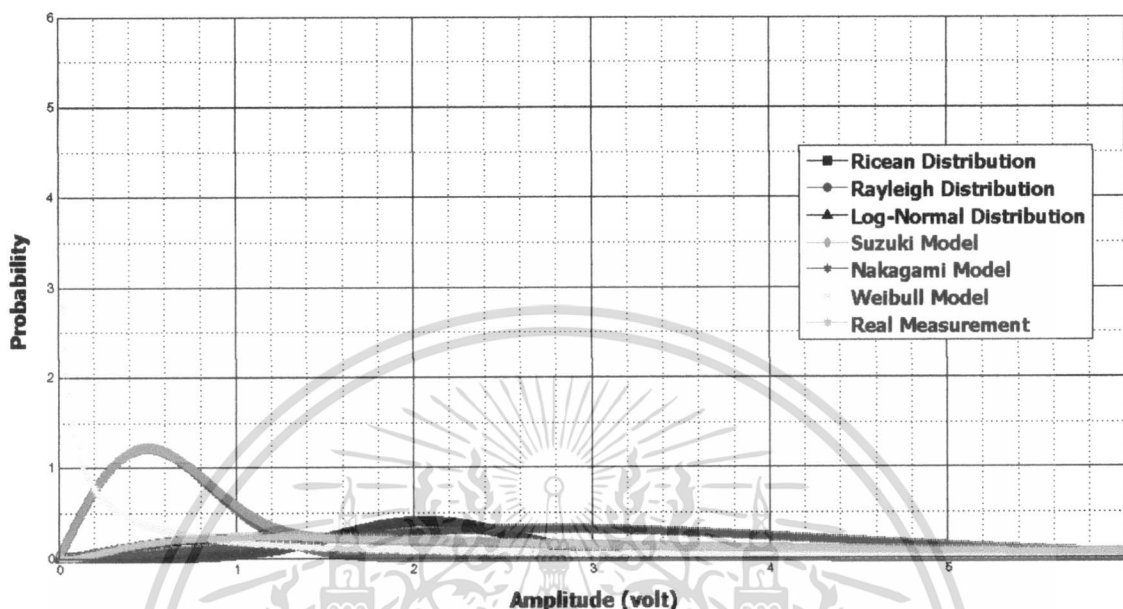 6
5
4
3
2
1
0
Probability
0 1 2 3 4 5
Amplitude (volt)
Ricean Distribution
Rayleigh Distribution
Log-Normal Distribution
Suzuki Model
Nakagami Model
Weibull Model
Real Measurement